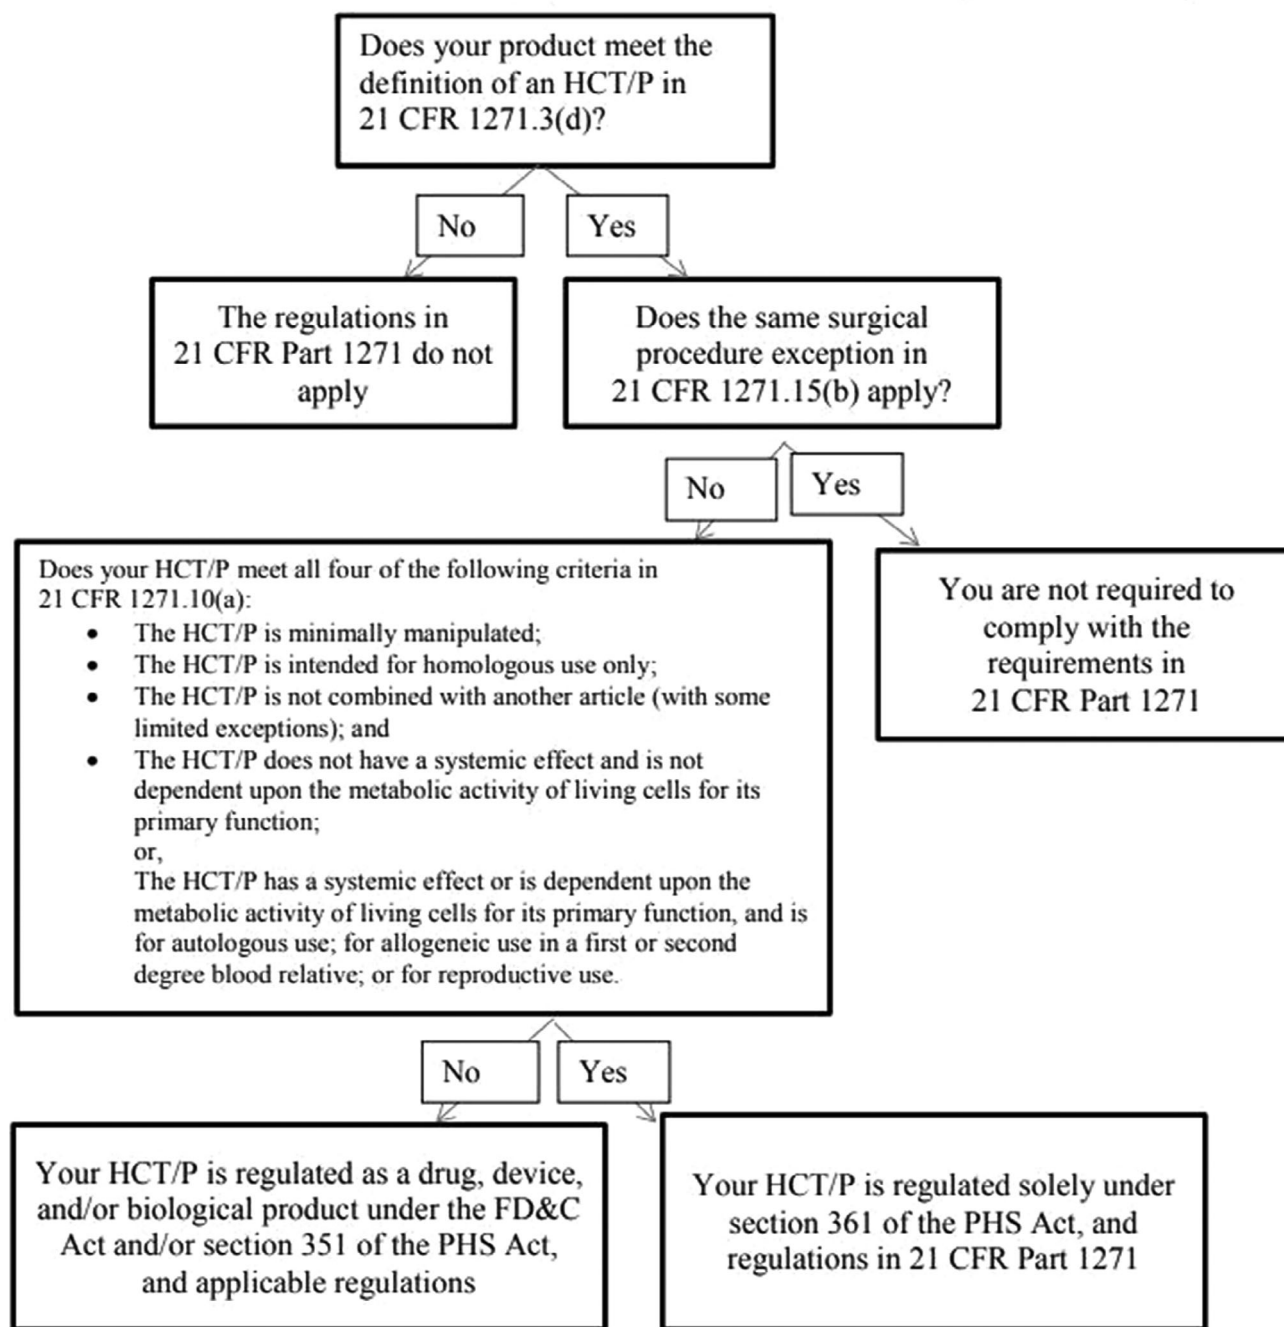 Does your product meet the
definition of an HCT/P in
21 CFR 1271.3(d)?
No
Yes
The regulations in
21 CFR Part 1271 do not
apply
Does the same surgical
procedure exception in
21 CFR 1271.15(b) apply?
No
Yes
Does your HCT/P meet all four of the following criteria in
21 CFR 1271.10(a):
• The HCT/P is minimally manipulated;
• The HCT/P is intended for homologous use only;
• The HCT/P is not combined with another article (with some
limited exceptions); and
• The HCT/P does not have a systemic effect and is not
dependent upon the metabolic activity of living cells for its
primary function;
or,
The HCT/P has a systemic effect or is dependent upon the
metabolic activity of living cells for its primary function, and is
for autologous use; for allogeneic use in a first or second
degree blood relative; or for reproductive use.
You are not required to
comply with the
requirements in
21 CFR Part 1271
No
Yes
Your HCT/P is regulated as a drug, device,
and/or biological product under the FD&C
Act and/or section 351 of the PHS Act,
and applicable regulations
Your HCT/P is regulated solely under
section 361 of the PHS Act, and
regulations in 21 CFR Part 1271